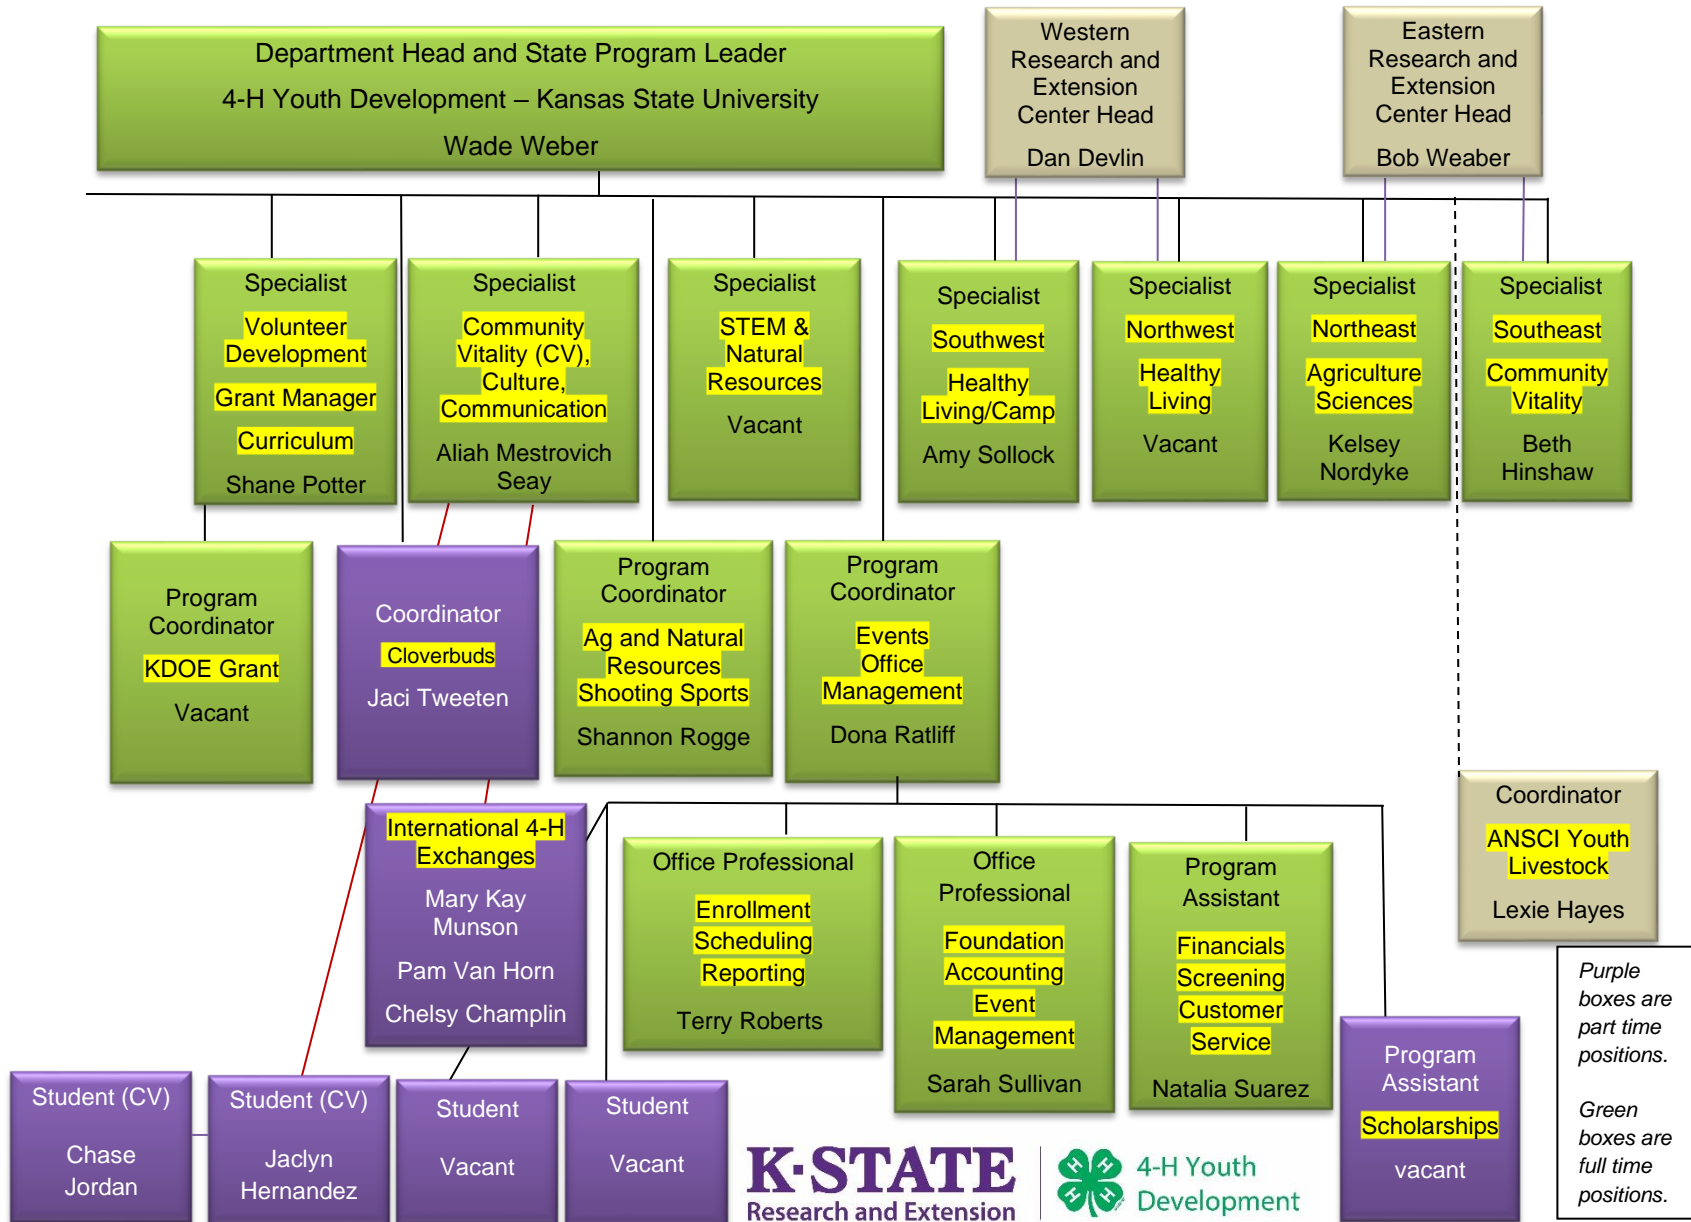 Department Head and State Program Leader
4-H Youth Development – Kansas State University
Wade Weber
Western
Research and
Extension
Center Head
Dan Devlin
Eastern
Research and
Extension
Center Head
Bob Weaber
Specialist
Volunteer
Development
Grant Manager
Curriculum
Shane Potter
Specialist
Community
Vitality (CV),
Culture,
Communication
Aliah Mestrovich
Seay
Specialist
STEM &
Natural
Resources
Vacant
Specialist
Southwest
Healthy
Living/Camp
Amy Sollock
Specialist
Northwest
Healthy
Living
Vacant
Specialist
Northeast
Agriculture
Sciences
Kelsey
Nordyke
Specialist
Southeast
Community
Vitality
Beth
Hinshaw
Program
Coordinator
KDOE Grant
Vacant
Coordinator
Cloverbuds
Jaci Tweeten
Program
Coordinator
Ag and Natural
Resources
Shooting Sports
Shannon Rogge
Program
Coordinator
Events
Office
Management
Dona Ratliff
Coordinator
ANSCI Youth
Livestock
Lexie Hayes
International 4-H
Exchanges
Mary Kay
Munson
Pam Van Horn
Chelsy Champlin
Office Professional
Enrollment
Scheduling
Reporting
Terry Roberts
Office
Professional
Foundation
Accounting
Event
Management
Sarah Sullivan
Program
Assistant
Financials
Screening
Customer
Service
Natalia Suarez
Program
Assistant
Scholarships
vacant
Purple
boxes are
part time
positions.
Green
boxes are
full time
positions.
Student (CV)
Chase
Jordan
Student (CV)
Jaclyn
Hernandez
Student
Vacant
Student
Vacant
K-STATE
Research and Extension
H H H H
4-H Youth
Development